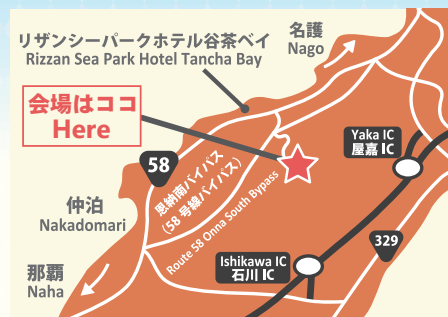 名護
Nago
リザンシーパークホテル谷茶ベイ
Rizzan Sea Park Hotel Tancha Bay
会場はココ
Here
58
Yaka IC
屋嘉 IC
恩納南バイパス
(58 号線バイパス)
Route 58 Onna South Bypass
仲泊
Nakadomari
329
Ishikawa IC
石川 IC
那覇
Naha